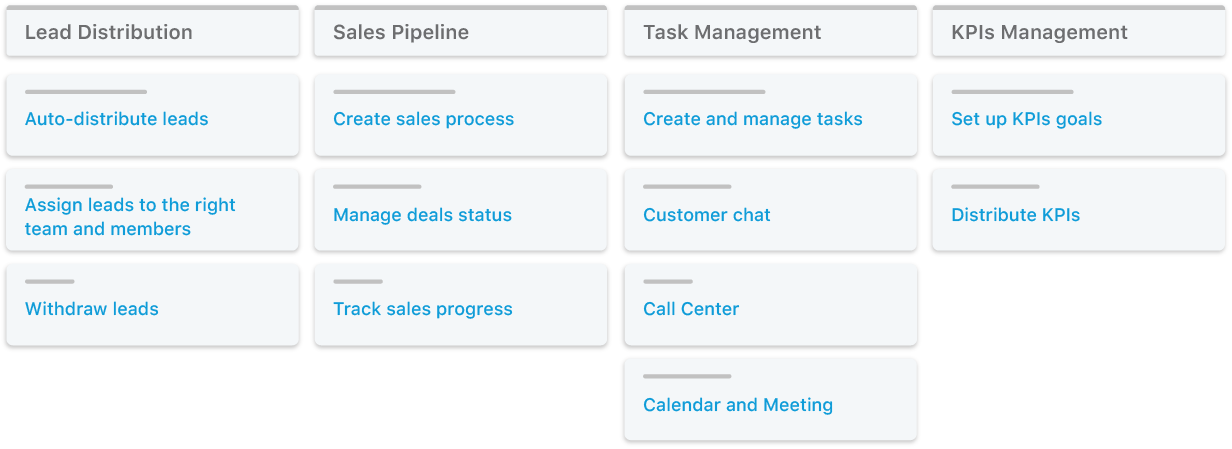 Lead Distribution
Auto-distribute leads
Assign leads to the right
team and members
Withdraw leads
Sales Pipeline
Create sales process
Manage deals status
Track sales progress
Task Management
Create and manage tasks
Customer chat
Call Center
Calendar and Meeting
KPIs Management
Set up KPIs goals
Distribute KPIs